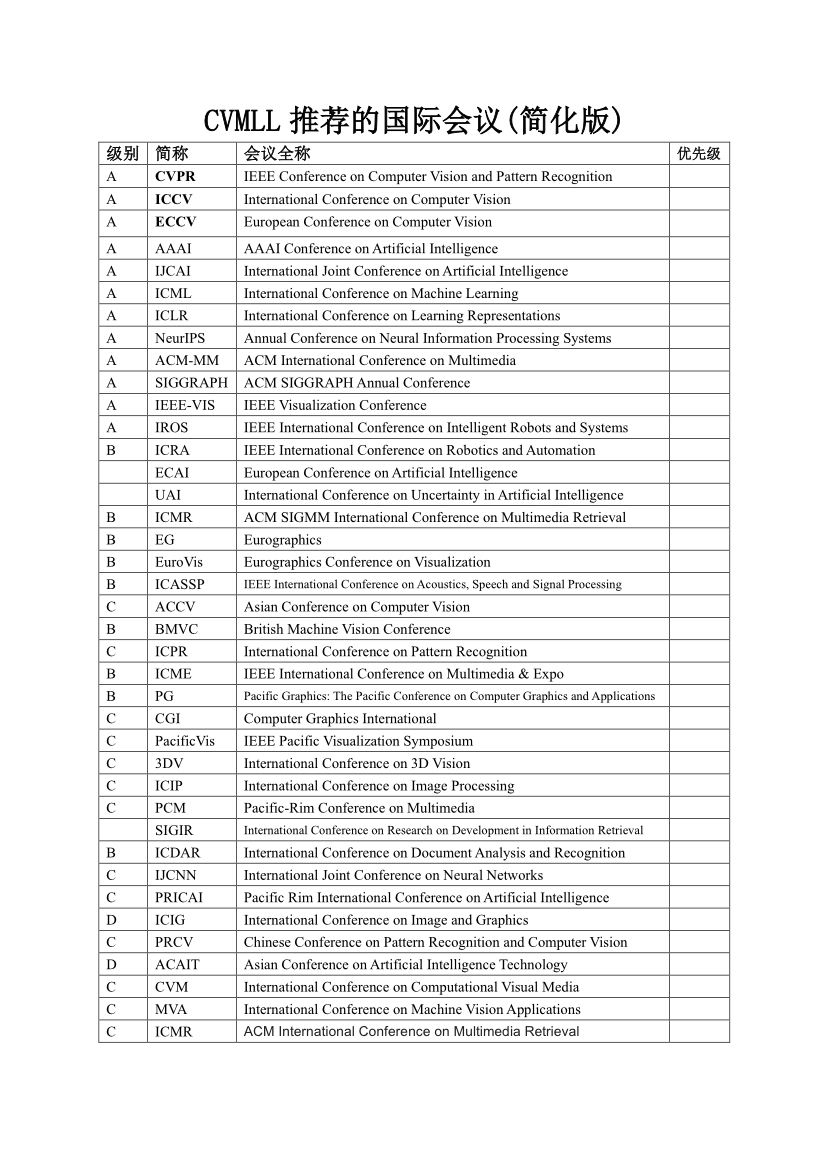 CVMLL 推荐的国际会议(简化版)
级别 简称 会议全称 优先级
A CVPR IEEE Conference on Computer Vision and Pattern Recognition
A ICCV International Conference on Computer Vision
A ECCV European Conference on Computer Vision
A AAAI AAAI Conference on Artificial Intelligence
A IJCAI International Joint Conference on Artificial Intelligence
A ICML International Conference on Machine Learning
A ICLR International Conference on Learning Representations
A NeurIPS Annual Conference on Neural Information Processing Systems
A ACM-MM ACM International Conference on Multimedia
A SIGGRAPH ACM SIGGRAPH Annual Conference
A IEEE-VIS IEEE Visualization Conference
A IROS IEEE International Conference on Intelligent Robots and Systems
B ICRA IEEE International Conference on Robotics and Automation
ECAI European Conference on Artificial Intelligence
UAI International Conference on Uncertainty in Artificial Intelligence
B ICMR ACM SIGMM International Conference on Multimedia Retrieval
B EG Eurographics
B EuroVis Eurographics Conference on Visualization
B ICASSP IEEE International Conference on Acoustics, Speech and Signal Processing
C ACCV Asian Conference on Computer Vision
B BMVC British Machine Vision Conference
C ICPR International Conference on Pattern Recognition
B ICME IEEE International Conference on Multimedia & Expo
B PG Pacific Graphics: The Pacific Conference on Computer Graphics and Applications
C CGI Computer Graphics International
C PacificVis IEEE Pacific Visualization Symposium
C 3DV International Conference on 3D Vision
C ICIP International Conference on Image Processing
C PCM Pacific-Rim Conference on Multimedia
SIGIR International Conference on Research on Development in Information Retrieval
B ICDAR International Conference on Document Analysis and Recognition
C IJCNN International Joint Conference on Neural Networks
C PRICAI Pacific Rim International Conference on Artificial Intelligence
D ICIG International Conference on Image and Graphics
C PRCV Chinese Conference on Pattern Recognition and Computer Vision
D ACAIT Asian Conference on Artificial Intelligence Technology
C CVM International Conference on Computational Visual Media
C MVA International Conference on Machine Vision Applications
C ICMR ACM International Conference on Multimedia Retrieval